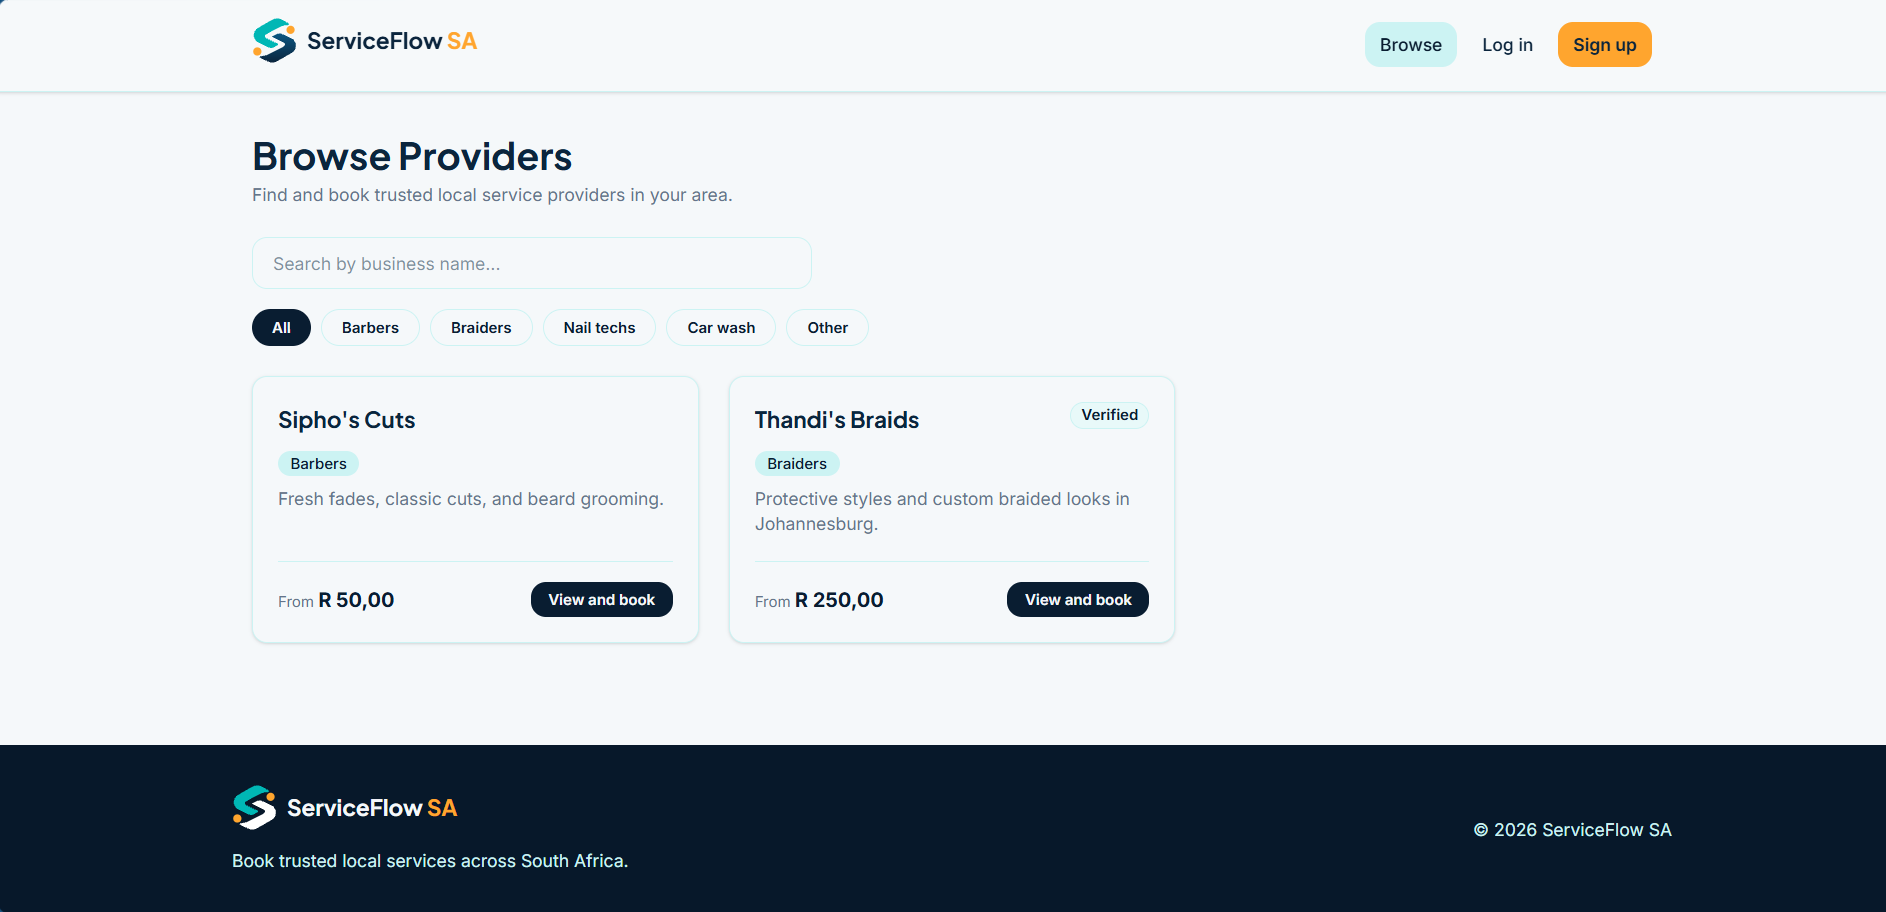 ServiceFlow SA
Browse
Log in
Sign up
Browse Providers
Find and book trusted local service providers in your area.
Search by business name...
All
Barbers
Braiders
Nail techs
Car wash
Other
Sipho's Cuts
Barbers
Fresh fades, classic cuts, and beard grooming.
From R 50,00
View and book
Thandi's Braids
Verified
Braiders
Protective styles and custom braided looks in
Johannesburg.
From R 250,00
View and book
ServiceFlow SA
Book trusted local services across South Africa.
© 2026 ServiceFlow SA